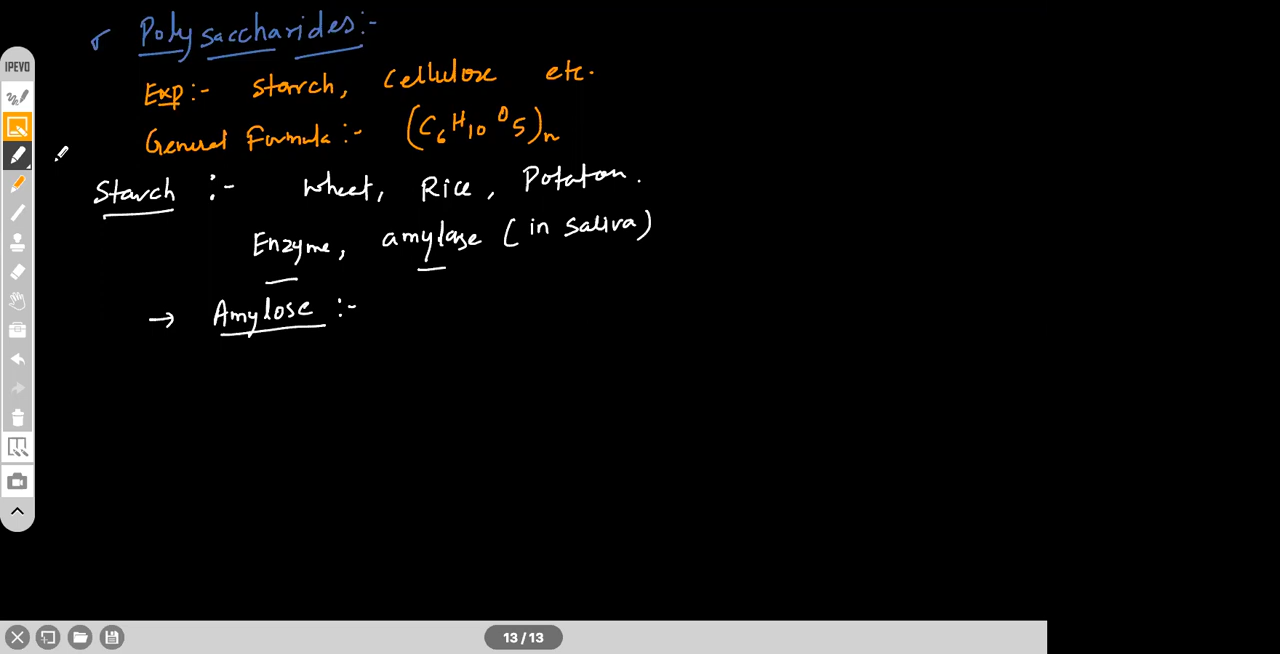 Polysaccharides:-
IPEVO
Exp:- Starch, Cellulose etc.
General Formula:- (C6H10O5)n
Starch :- Wheat, Rice, Potaton.
Enzyme, amylase (in saliva)
→ Amylose :-
13/13